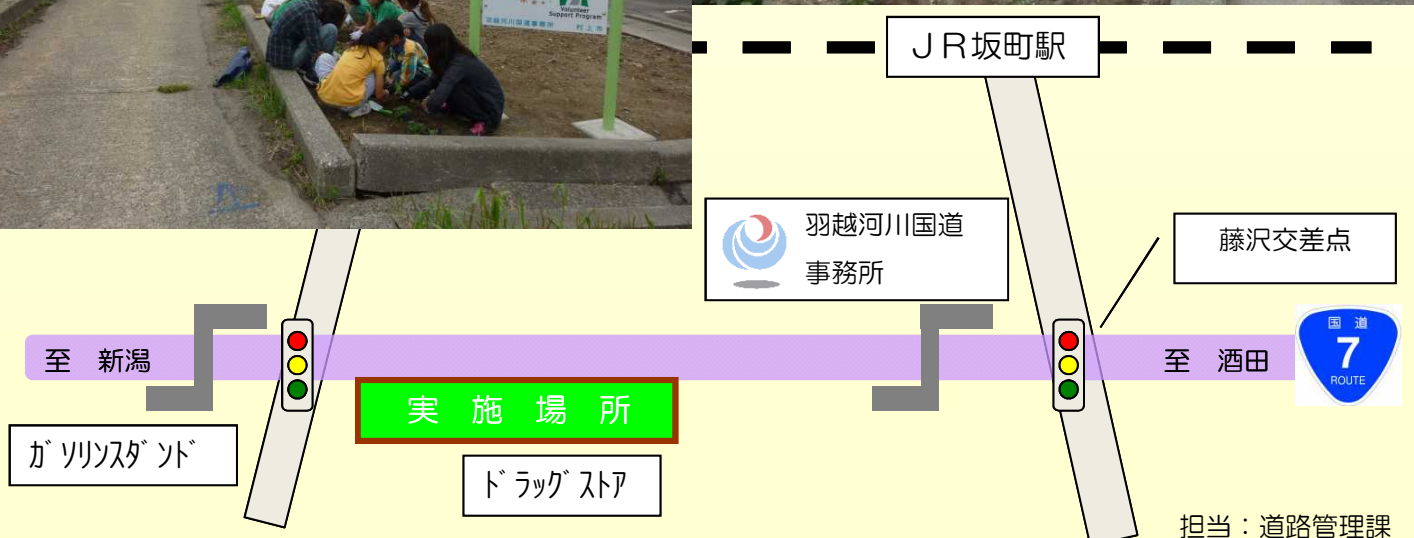 Volunteer
Support Program
羽越河川国道事務所 村上市
ＪＲ坂町駅
羽越河川国道
事務所
藤沢交差点
至 新潟
至 酒田
国道
7
ROUTE
実施場所
ｶﾞｿﾘﾝｽﾀﾞﾝﾄﾞ
ﾄﾞﾗｯｸﾞｽﾄｱ
担当：道路管理課